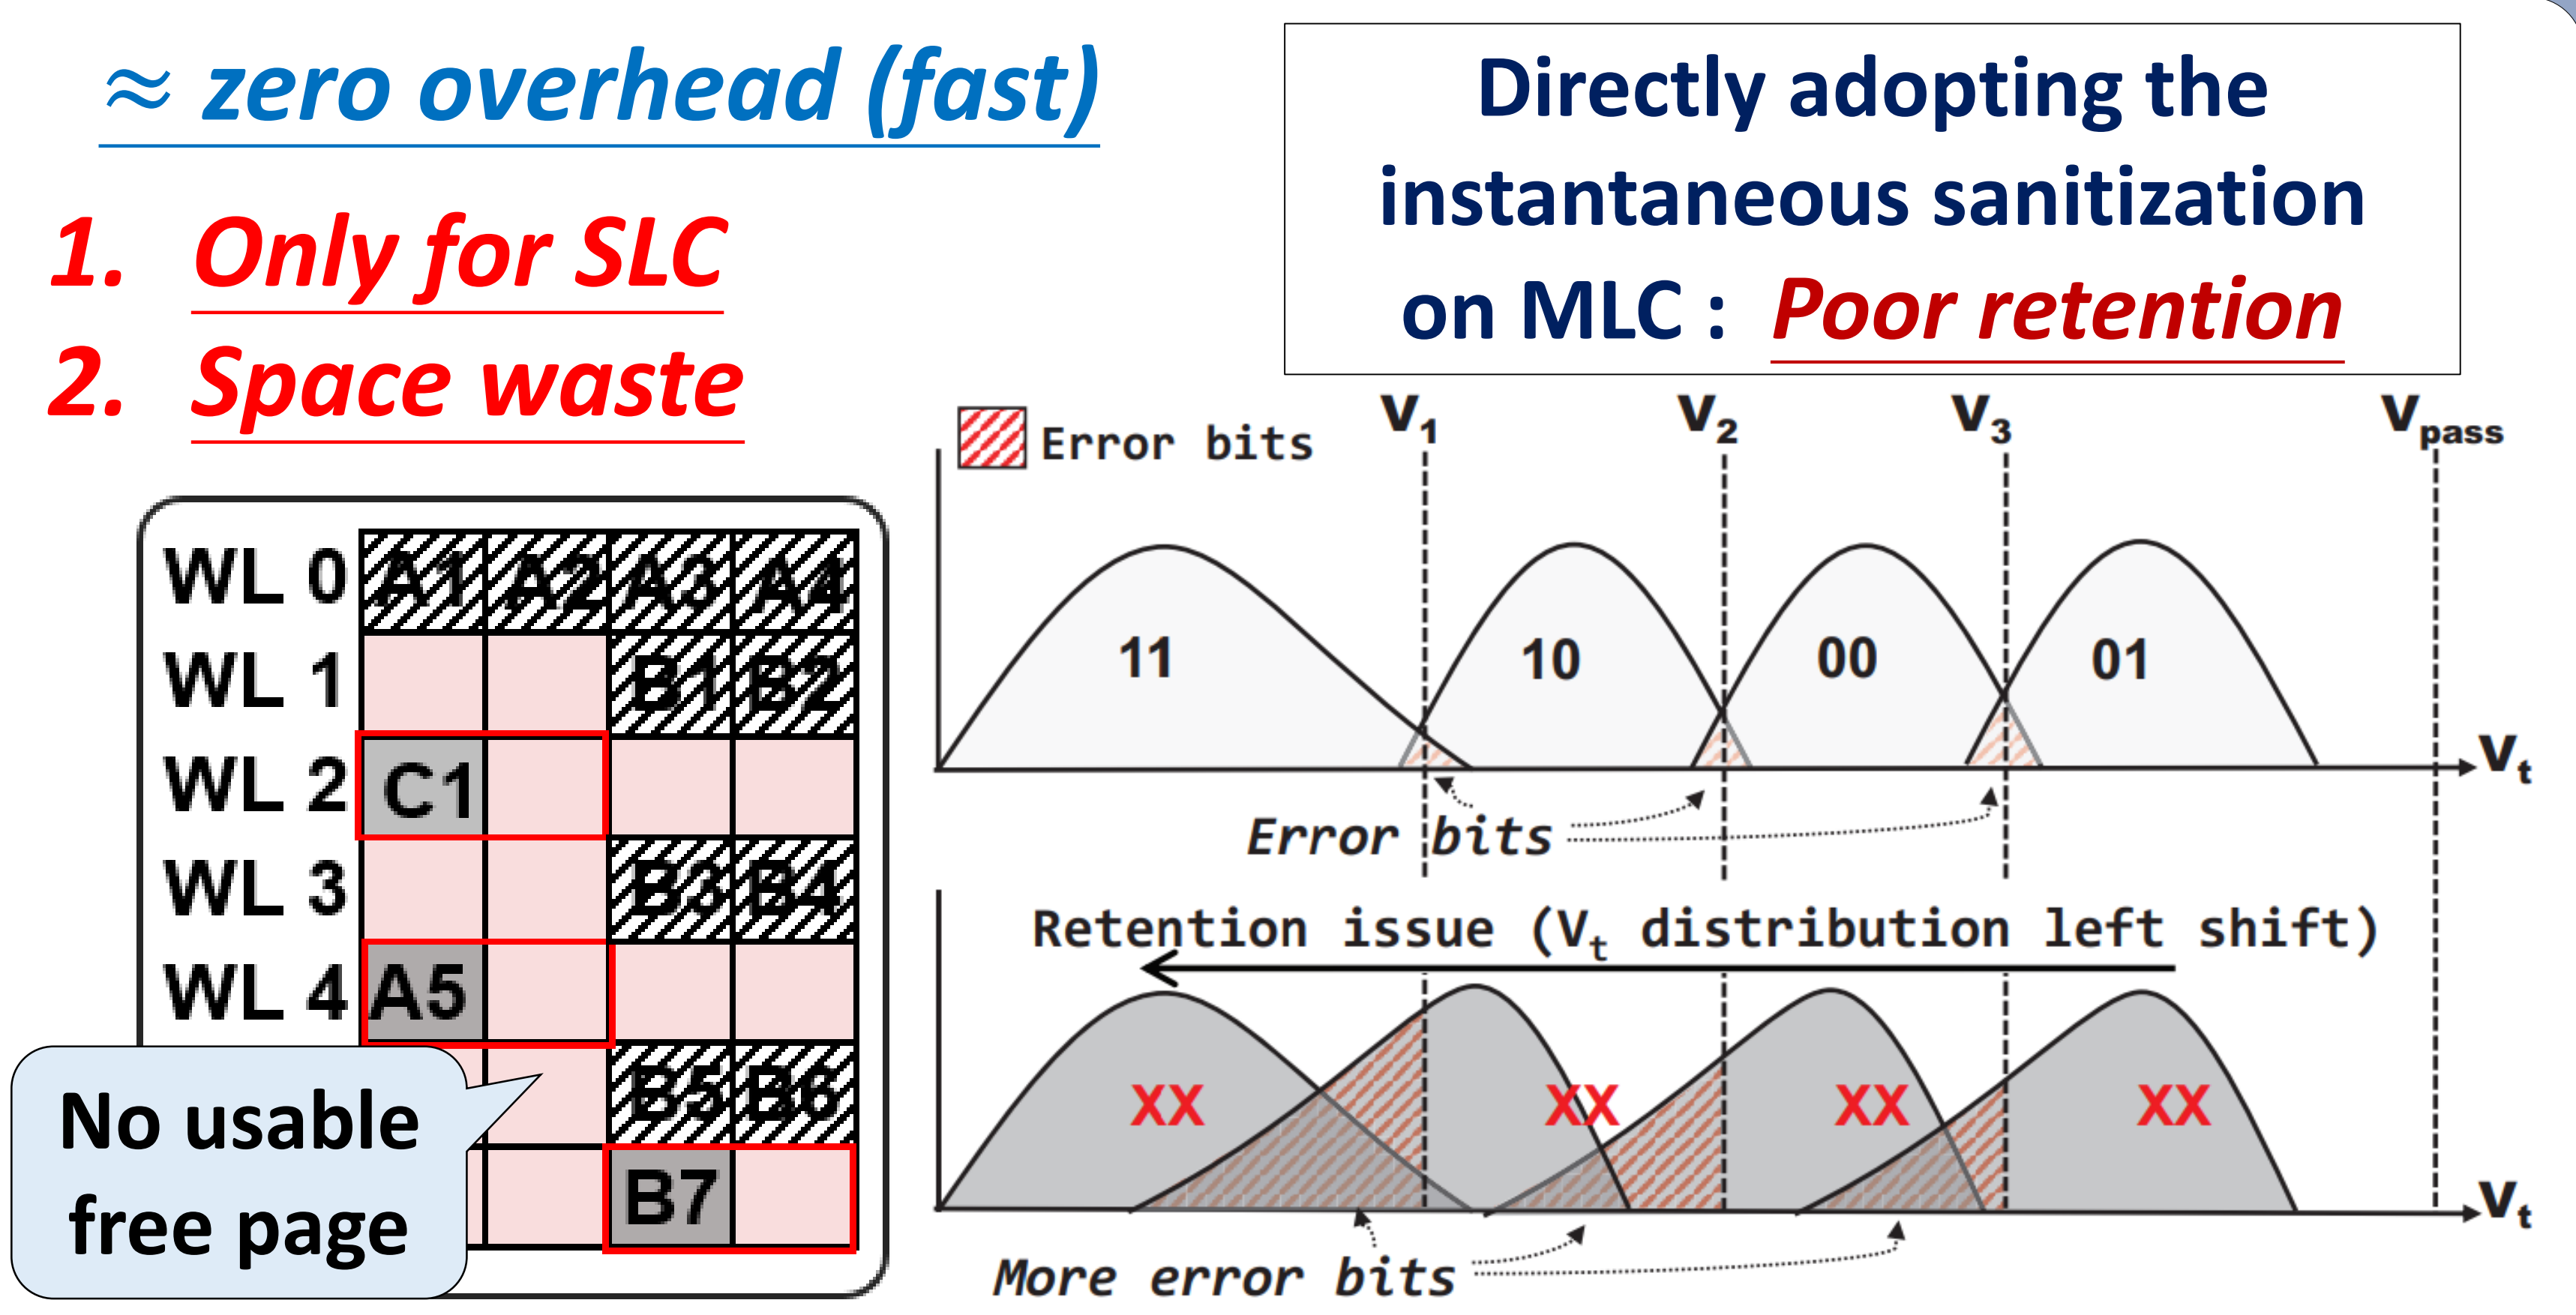 ≈ zero overhead (fast)
1. Only for SLC
2. Space waste
Directly adopting the
instantaneous sanitization
on MLC : Poor retention
WL 0 A1 A2 A3 A4
WL 1 B1 B2
WL 2 C1
WL 3 B3 B4
WL 4 A5
B5 B6
B7
No usable
free page
Error bits
V1 V2 V3 Vpass
11 10 00 01
Vt
Error bits
Retention issue (Vt distribution left shift)
XX XX XX XX
Vt
More error bits